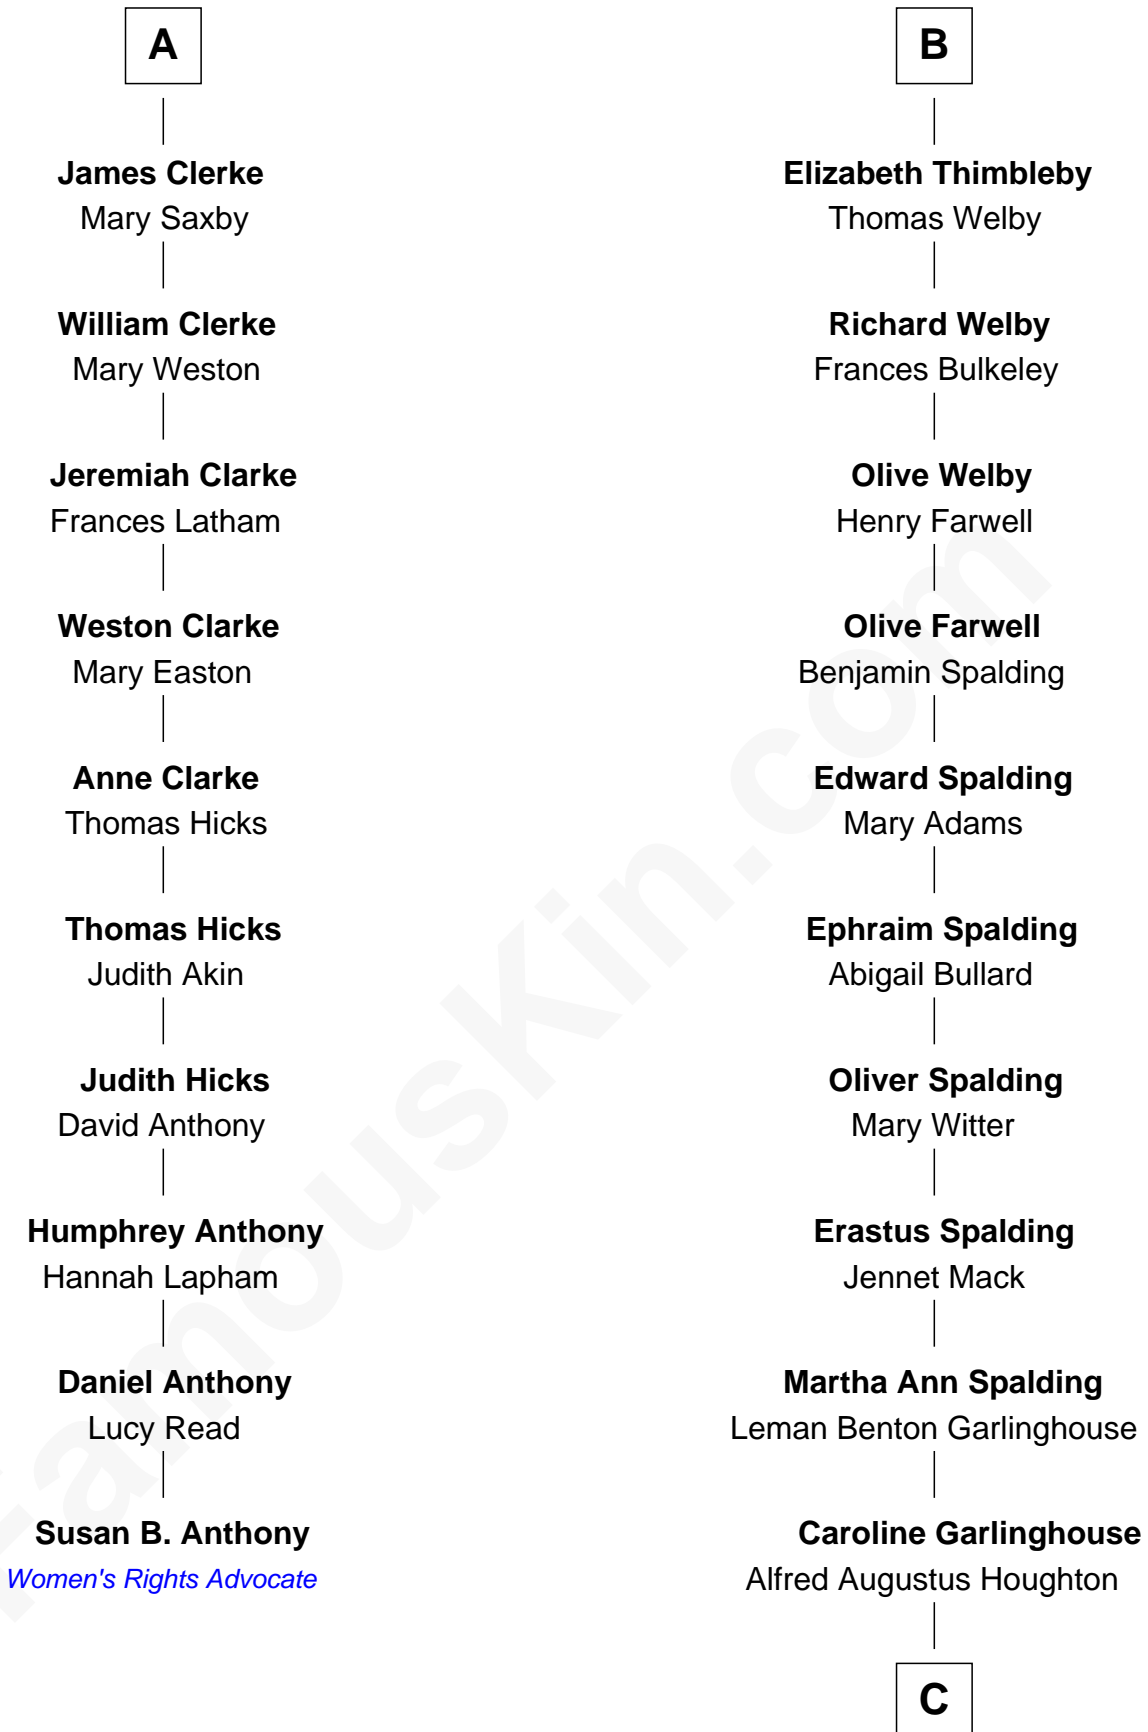 A
James Clerke
Mary Saxby
William Clerke
Mary Weston
Jeremiah Clarke
Frances Latham
Weston Clarke
Mary Easton
Anne Clarke
Thomas Hicks
Thomas Hicks
Judith Akin
Judith Hicks
David Anthony
Humphrey Anthony
Hannah Lapham
Daniel Anthony
Lucy Read
Susan B. Anthony
Women's Rights Advocate
B
Elizabeth Thimbleby
Thomas Welby
Richard Welby
Frances Bulkeley
Olive Welby
Henry Farwell
Olive Farwell
Benjamin Spalding
Edward Spalding
Mary Adams
Ephraim Spalding
Abigail Bullard
Oliver Spalding
Mary Witter
Erastus Spalding
Jennet Mack
Martha Ann Spalding
Leman Benton Garlinghouse
Caroline Garlinghouse
Alfred Augustus Houghton
C
FamousKin.com